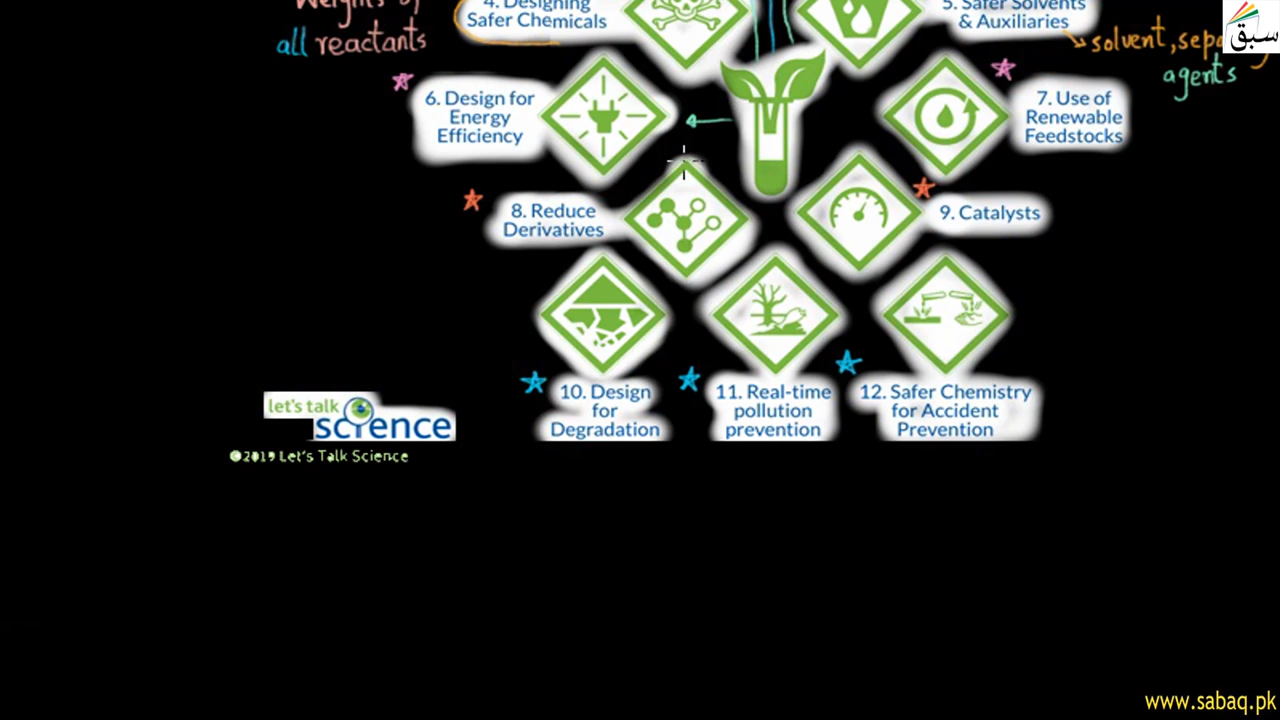 Weights of
all reactants
4. Designing
Safer Chemicals
5. Safer Solvents
& Auxiliaries
سبق
solvent,
agents
6. Design for
Energy
Efficiency
7. Use of
Renewable
Feedstocks
8. Reduce
Derivatives
9. Catalysts
10. Design
for
Degradation
11. Real-time
pollution
prevention
12. Safer Chemistry
for Accident
Prevention
let's talk
science
©2019 Let's Talk Science
www.sabaq.pk